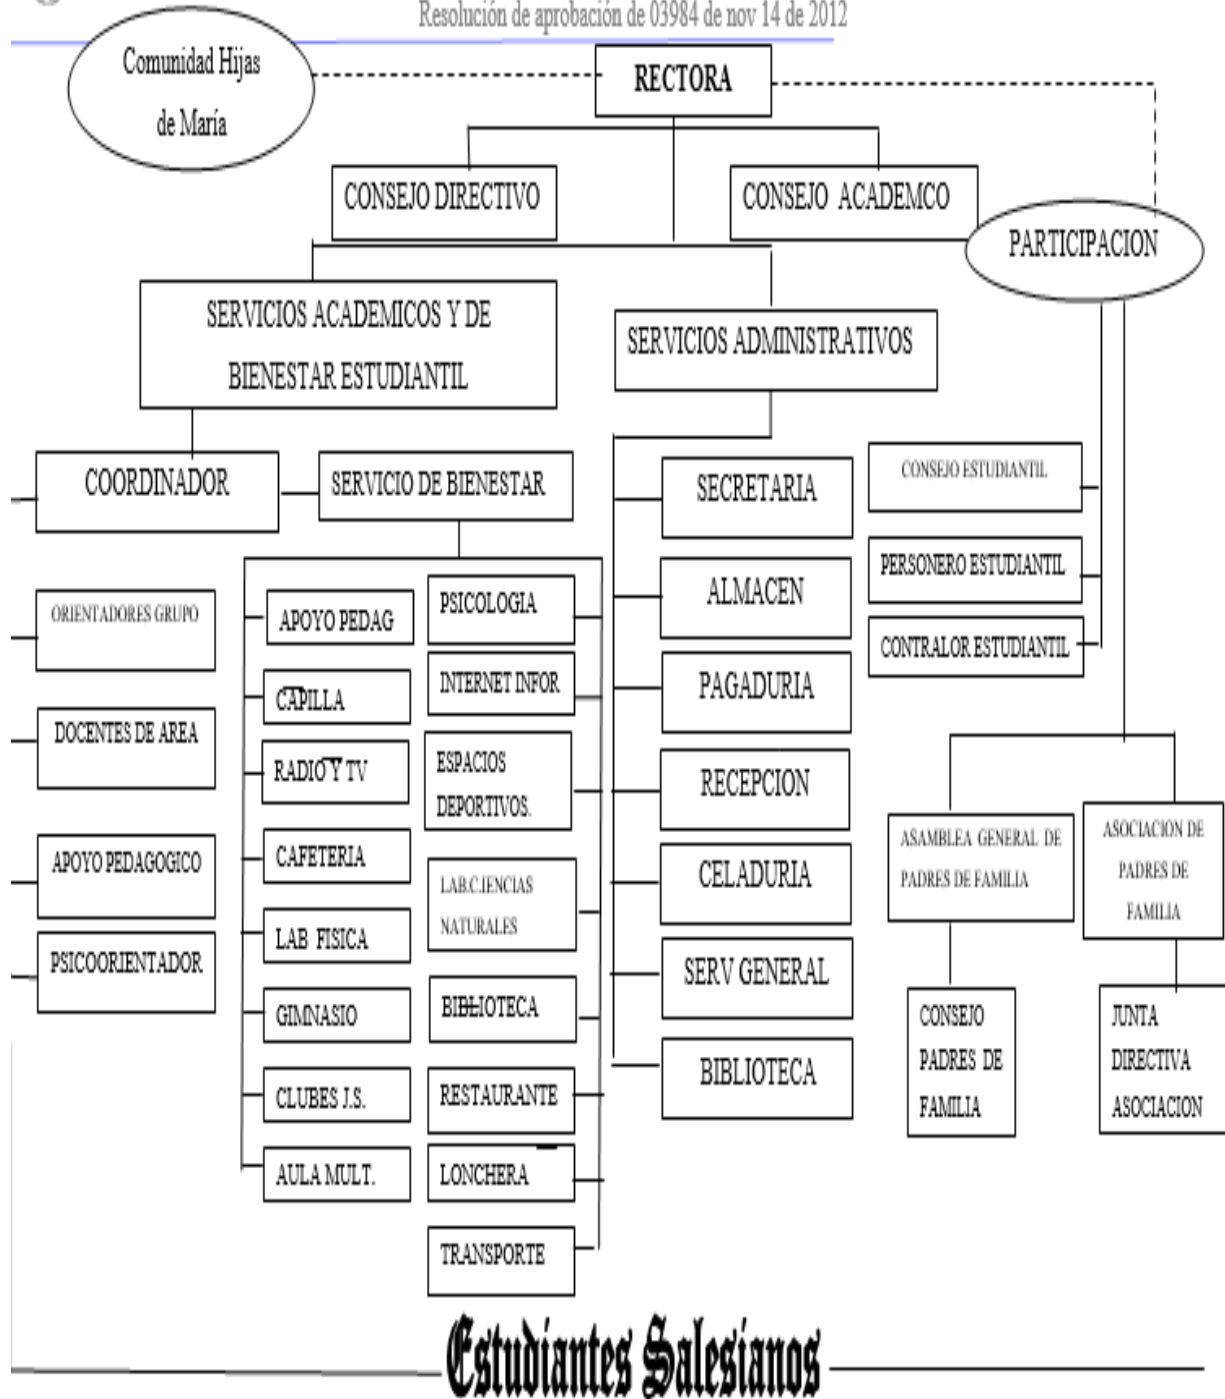 Resolución de aprobación de 03984 de nov 14 de 2012
Comunidad Hijas
de María
RECTORA
CONSEJO DIRECTIVO
CONSEJO ACADEMCO
PARTICIPACION
SERVICIOS ACADEMICOS Y DE
BIENESTAR ESTUDIANTIL
SERVICIOS ADMINISTRATIVOS
COORDINADOR
SERVICIO DE BIENESTAR
ORIENTADORES GRUPO
DOCENTES DE AREA
APOYO PEDAGOGICO
PSICOORIENTADOR
APOYO PEDAG
CAPILLA
RADIO Y TV
CAFETERIA
LAB FISICA
GIMNASIO
CLUBES J.S.
AULA MULT.
PSICOLOGIA
INTERNET INFOR
ESPACIOS
DEPORTIVOS.
LAB.C.IENCIAS
NATURALES
BIBLIOTECA
RESTAURANTE
LONCHERA
TRANSPORTE
SECRETARIA
ALMACEN
PAGADURIA
RECEPCION
CELADURIA
SERV GENERAL
BIBLIOTECA
CONSEJO ESTUDIANTIL
PERSONERO ESTUDIANTIL
CONTRALOR ESTUDIANTIL
ASAMBLEA GENERAL DE
PADRES DE FAMILIA
CONSEJO
PADRES DE
FAMILIA
ASOCIACION DE
PADRES DE
FAMILIA
JUNTA
DIRECTIVA
ASOCIACION
Estudiantes Salesianos